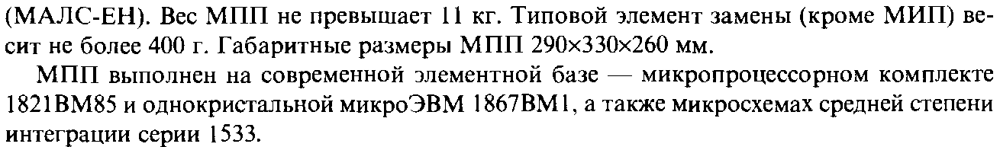 (МАЛС-ЕН). Вес МПП не превышает 11 кг. Типовой элемент замены (кроме МИП) ве-
сит не более 400 г. Габаритные размеры МПП 290×330×260 мм.
МПП выполнен на современной элементной базе — микропроцессорном комплекте
1821ВМ85 и однокристальной микроЭВМ 1867ВМ1, а также микросхемах средней степени
интеграции серии 1533.